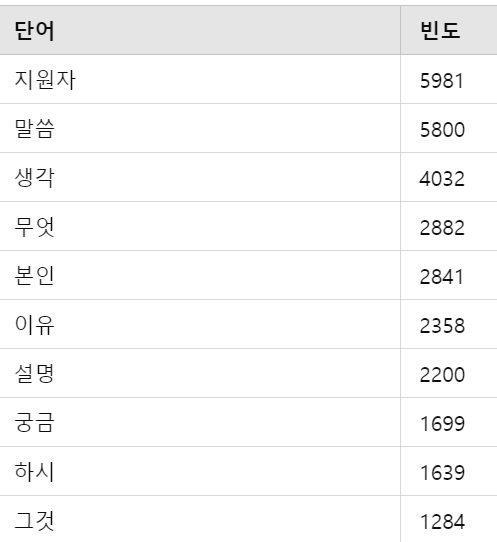 단어 빈도
지원자 5981
말씀 5800
생각 4032
무엇 2882
본인 2841
이유 2358
설명 2200
궁금 1699
하시 1639
그것 1284